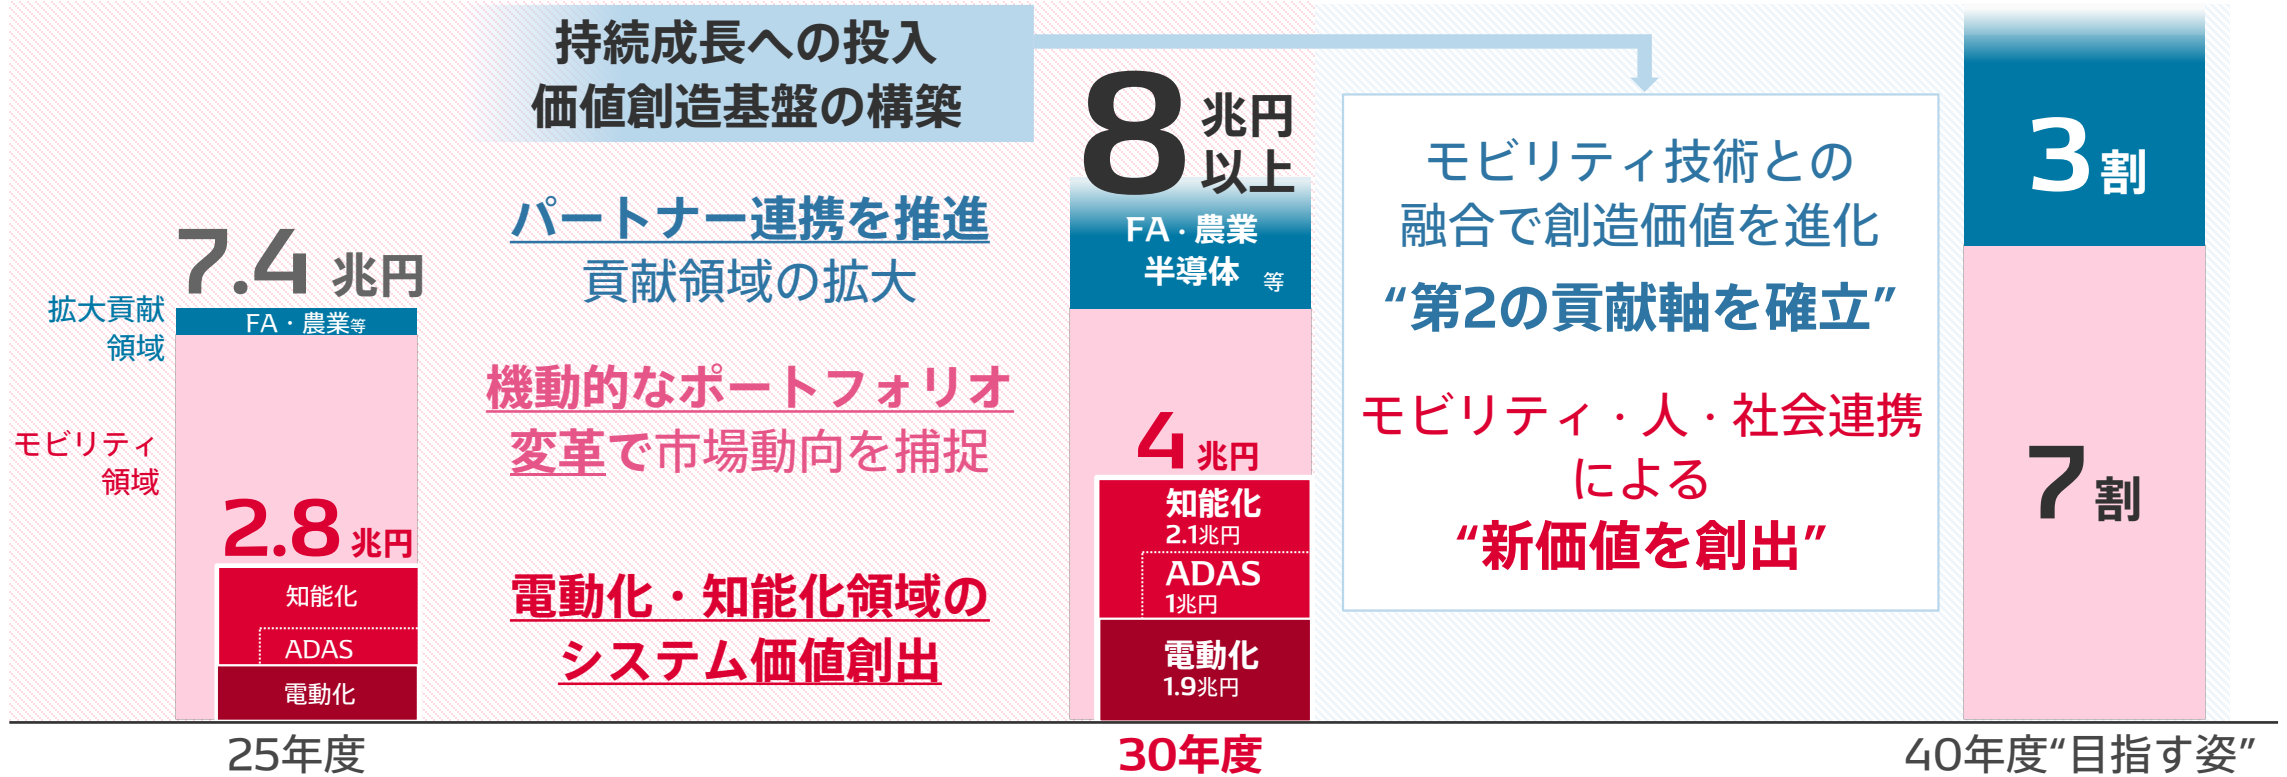 持続成長への投入
価値創造基盤の構築
パートナー連携を推進
貢献領域の拡大
機動的なポートフォリオ
変革で市場動向を捕捉
電動化・知能化領域の
システム価値創出
7.4 兆円
拡大貢献
領域
FA・農業等
モビリティ
領域
2.8 兆円
知能化
ADAS
電動化
25年度
8 兆円
以上
FA・農業
半導体 等
4 兆円
知能化
2.1兆円
ADAS
1兆円
電動化
1.9兆円
30年度
モビリティ技術との
融合で創造価値を進化
“第2の貢献軸を確立”
モビリティ・人・社会連携
による
“新価値を創出”
3割
7割
40年度“目指す姿”